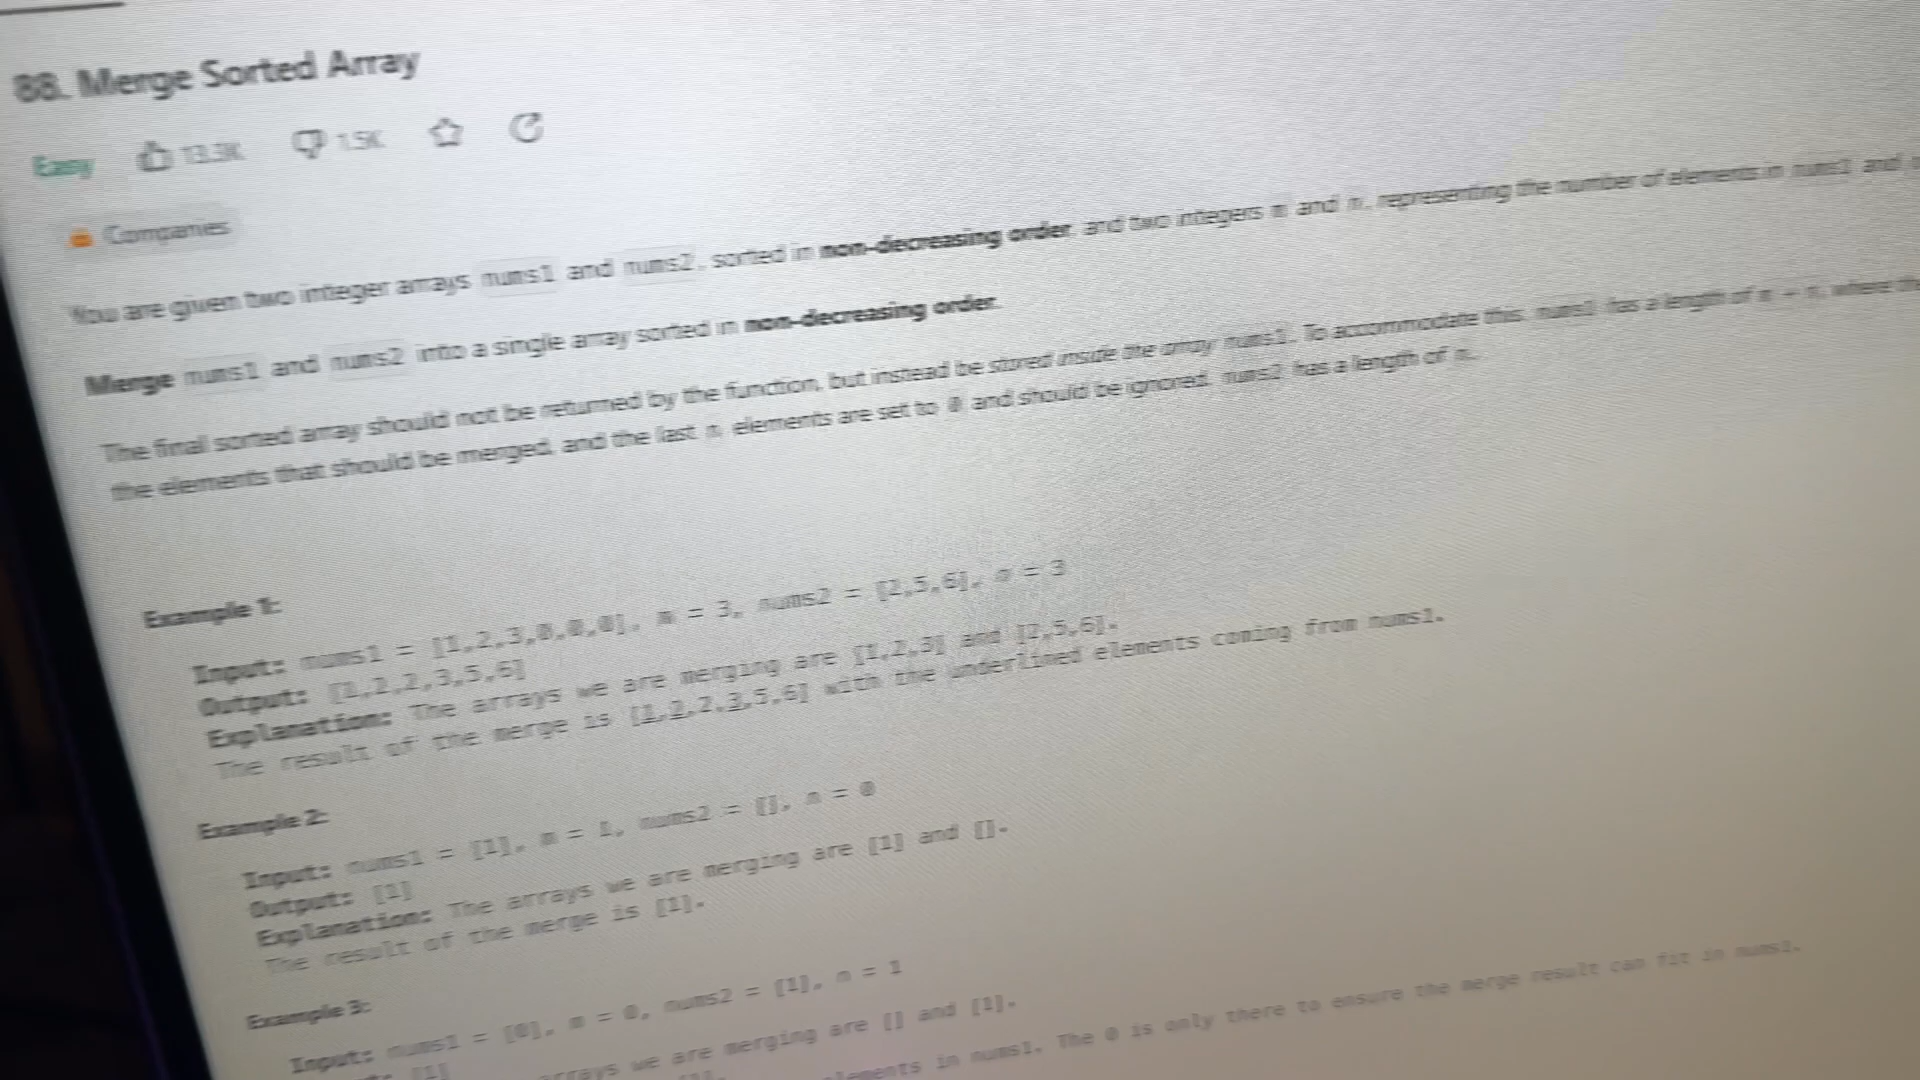 88. Merge Sorted Array
Easy 13.3K 1.5K
Companies
You are given two integer arrays nums1 and nums2, sorted in non-decreasing order, and two integers m and n, representing the number of elements in nums1 and
Merge nums1 and nums2 into a single array sorted in non-decreasing order.
The final sorted array should not be returned by the function, but instead be stored inside the array nums1. To accommodate this, nums1 has a length of m + n, where the
the elements that should be merged, and the last n elements are set to 0 and should be ignored. nums2 has a length of n.
Example 1:
Input: nums1 = [1,2,3,0,0,0], m = 3, nums2 = [2,5,6], n = 3
Output: [1,2,2,3,5,6]
Explanation: The arrays we are merging are [1,2,3] and [2,5,6].
The result of the merge is [1,2,2,3,5,6] with the underlined elements coming from nums1.
Example 2:
Input: nums1 = [1], m = 1, nums2 = [], n = 0
Output: [1]
Explanation: The arrays we are merging are [1] and [].
The result of the merge is [1].
Example 3:
Input: nums1 = [0], m = 0, nums2 = [1], n = 1
[1]
arrays we are merging are [] and [1].
elements in nums1. The 0 is only there to ensure the merge result can fit in nums1.